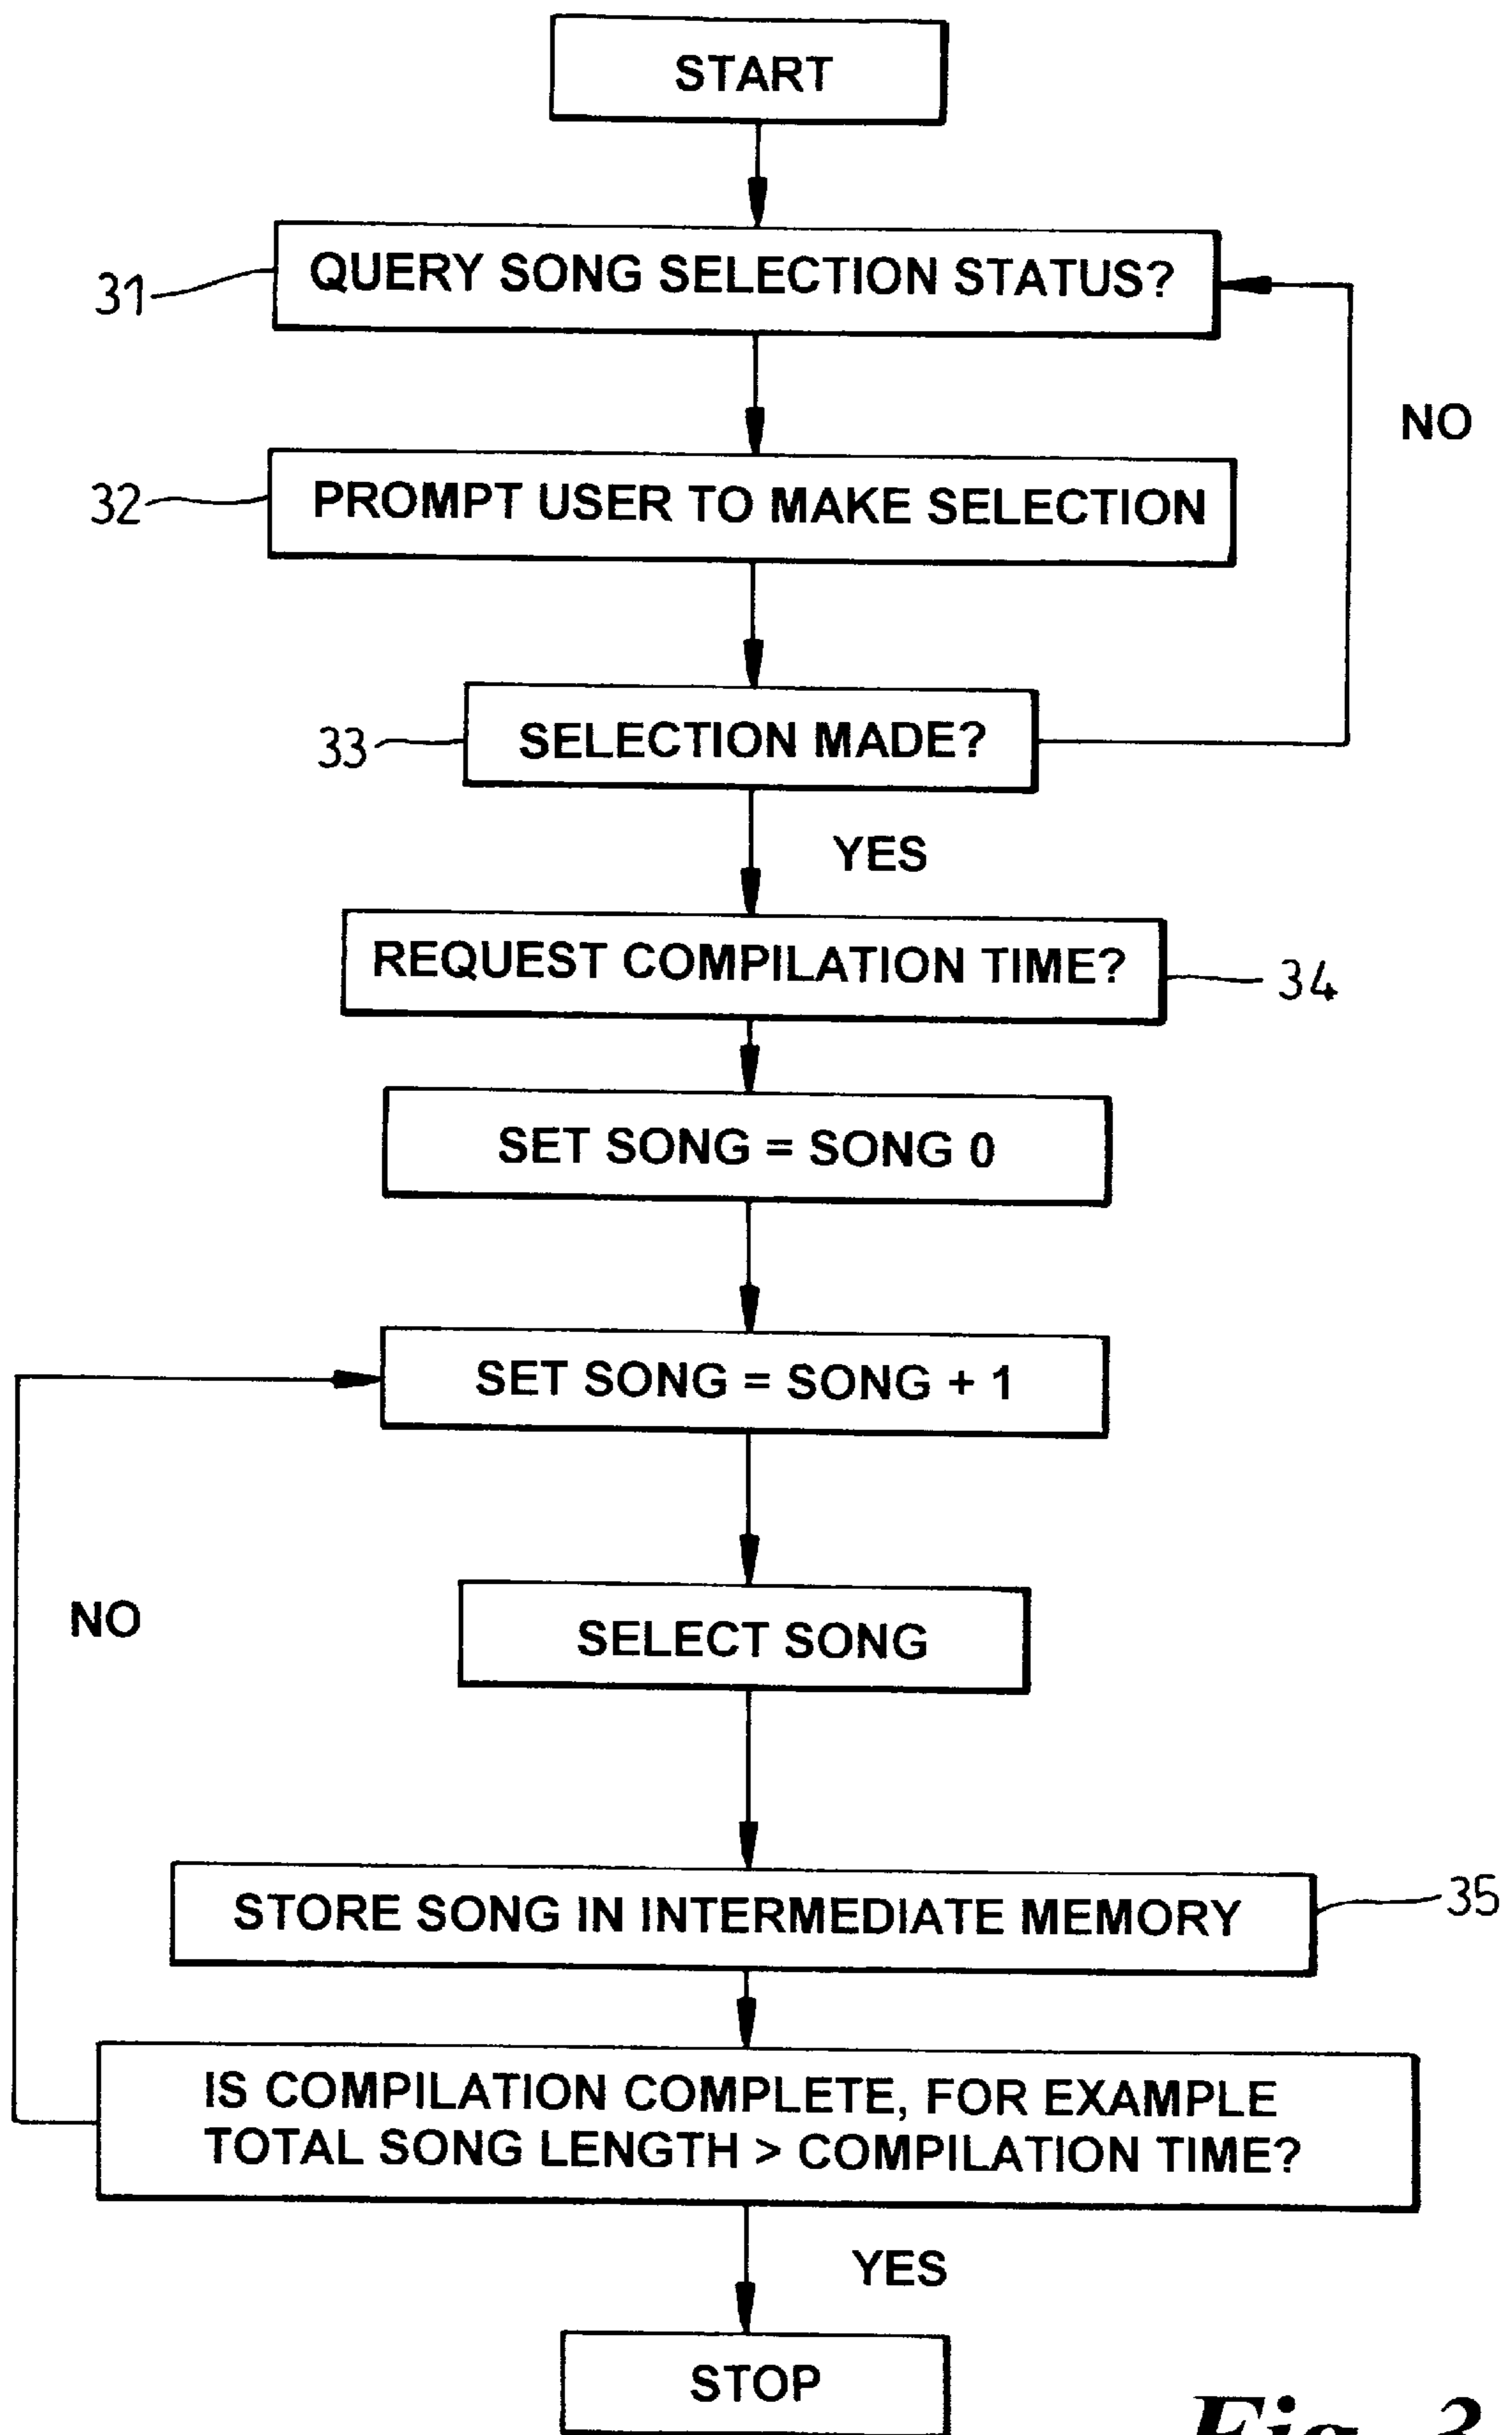 START
31
QUERY SONG SELECTION STATUS?
NO
32
PROMPT USER TO MAKE SELECTION
33
SELECTION MADE?
YES
REQUEST COMPILATION TIME?
34
SET SONG = SONG 0
SET SONG = SONG + 1
NO
SELECT SONG
STORE SONG IN INTERMEDIATE MEMORY
35
IS COMPILATION COMPLETE, FOR EXAMPLE
TOTAL SONG LENGTH > COMPILATION TIME?
YES
STOP
Fig. 3